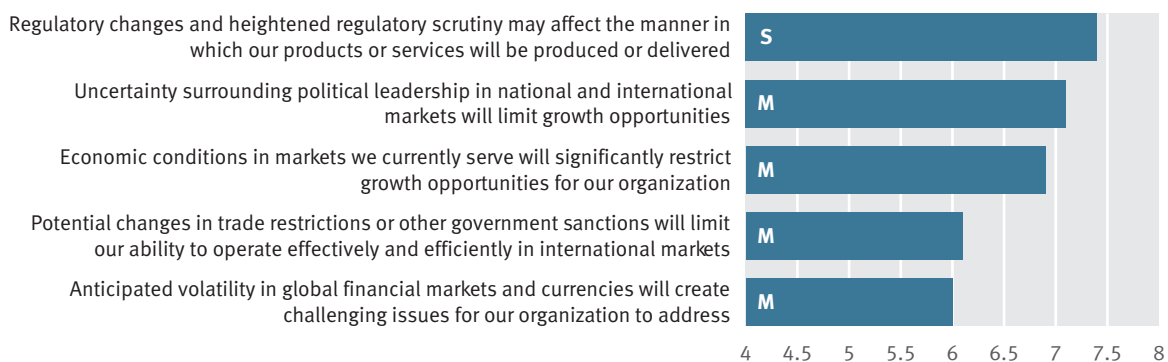 Regulatory changes and heightened regulatory scrutiny may affect the manner in
which our products or services will be produced or delivered
S
Uncertainty surrounding political leadership in national and international
markets will limit growth opportunities
M
Economic conditions in markets we currently serve will significantly restrict
growth opportunities for our organization
M
Potential changes in trade restrictions or other government sanctions will limit
our ability to operate effectively and efficiently in international markets
M
Anticipated volatility in global financial markets and currencies will create
challenging issues for our organization to address
M
4 4.5 5 5.5 6 6.5 7 7.5 8